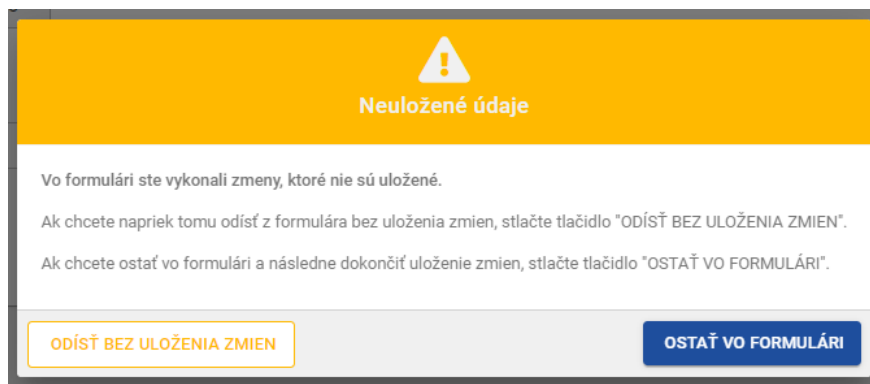 Neuložené údaje
Vo formulári ste vykonali zmeny, ktoré nie sú uložené.
Ak chcete napriek tomu odísť z formulára bez uloženia zmien, stlačte tlačidlo "ODÍSŤ BEZ ULOŽENIA ZMIEN".
Ak chcete ostať vo formulári a následne dokončiť uloženie zmien, stlačte tlačidlo "OSTAŤ VO FORMULÁRI".
ODÍSŤ BEZ ULOŽENIA ZMIEN
OSTAŤ VO FORMULÁRI